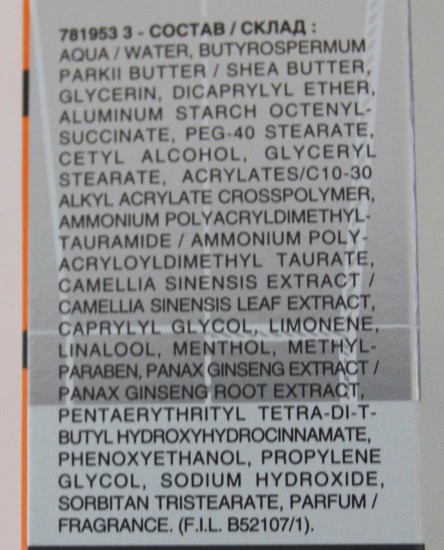 781953 3 - СОСТАВ / СКЛАД :
AQUA / WATER, BUTYROSPERMUM
PARKII BUTTER / SHEA BUTTER,
GLYCERIN, DICAPRYLYL ETHER,
ALUMINUM STARCH OCTENYL-
SUCCINATE, PEG-40 STEARATE,
CETYL ALCOHOL, GLYCERYL
STEARATE, ACRYLATES/C10-30
ALKYL ACRYLATE CROSSPOLYMER,
AMMONIUM POLYACRYLDIMETHYL-
TAURAMIDE / AMMONIUM POLY-
ACRYLOYLDIMETHYL TAURATE,
CAMELLIA SINENSIS EXTRACT /
CAMELLIA SINENSIS LEAF EXTRACT,
CAPRYLYL GLYCOL, LIMONENE,
LINALOOL, MENTHOL, METHYL-
PARABEN, PANAX GINSENG EXTRACT /
PANAX GINSENG ROOT EXTRACT,
PENTAERYTHRITYL TETRA-DI-T-
BUTYL HYDROXYHYDROCINNAMATE,
PHENOXYETHANOL, PROPYLENE
GLYCOL, SODIUM HYDROXIDE,
SORBITAN TRISTEARATE, PARFUM /
FRAGRANCE. (F.I.L. B52107/1).